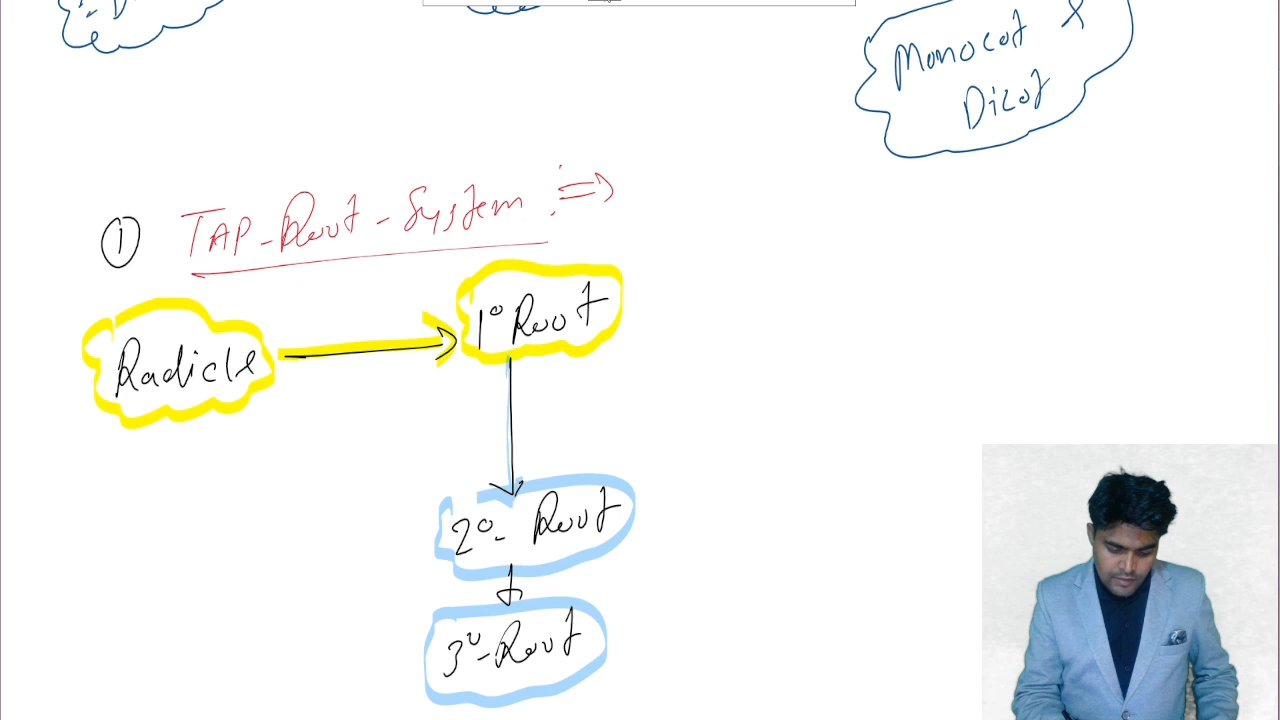 Monocot &
Dicot
① TAP-Root-System :⇒
1° Root
Radicle
2°- Root
3°-Root